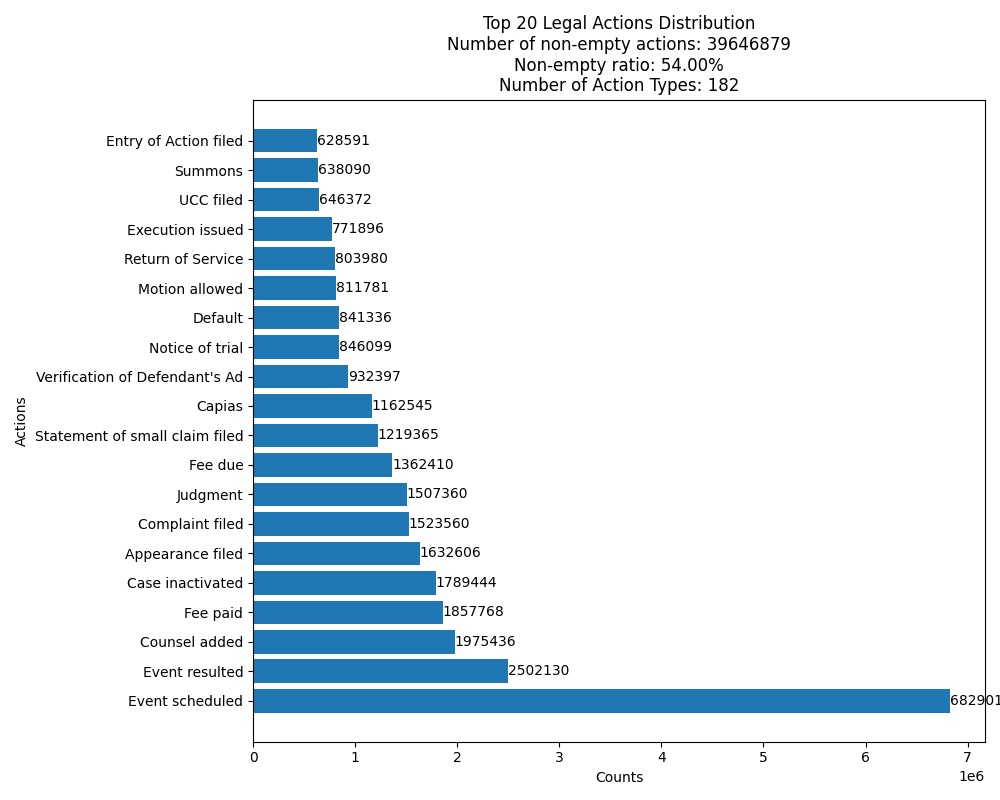 Top 20 Legal Actions Distribution
Number of non-empty actions: 39646879
Non-empty ratio: 54.00%
Number of Action Types: 182
Entry of Action filed 628591
Summons 638090
UCC filed 646372
Execution issued 771896
Return of Service 803980
Motion allowed 811781
Default 841336
Notice of trial 846099
Verification of Defendant's Ad 932397
Capias 1162545
Statement of small claim filed 1219365
Fee due 1362410
Judgment 1507360
Complaint filed 1523560
Appearance filed 1632606
Case inactivated 1789444
Fee paid 1857768
Counsel added 1975436
Event resulted 2502130
Event scheduled 682901
Actions
0 1 2 3 4 5 6 7
1e6
Counts